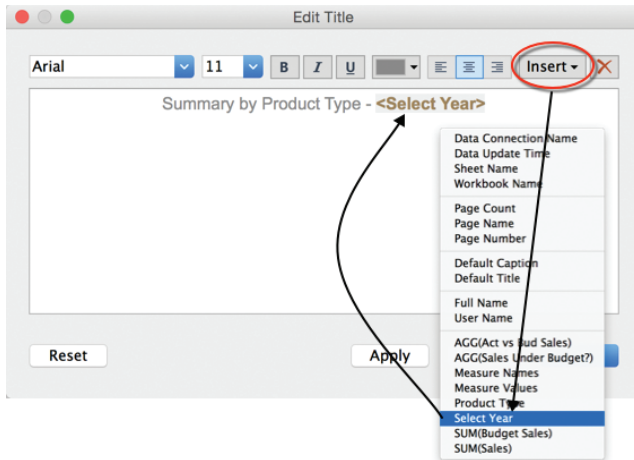 Edit Title
Arial 11 B I U Insert
Summary by Product Type - <Select Year>
Data Connection Name
Data Update Time
Sheet Name
Workbook Name
Page Count
Page Name
Page Number
Default Caption
Default Title
Full Name
User Name
AGG(Act vs Bud Sales)
AGG(Sales Under Budget?)
Measure Names
Measure Values
Product Type
Select Year
SUM(Budget Sales)
SUM(Sales)
Reset Apply